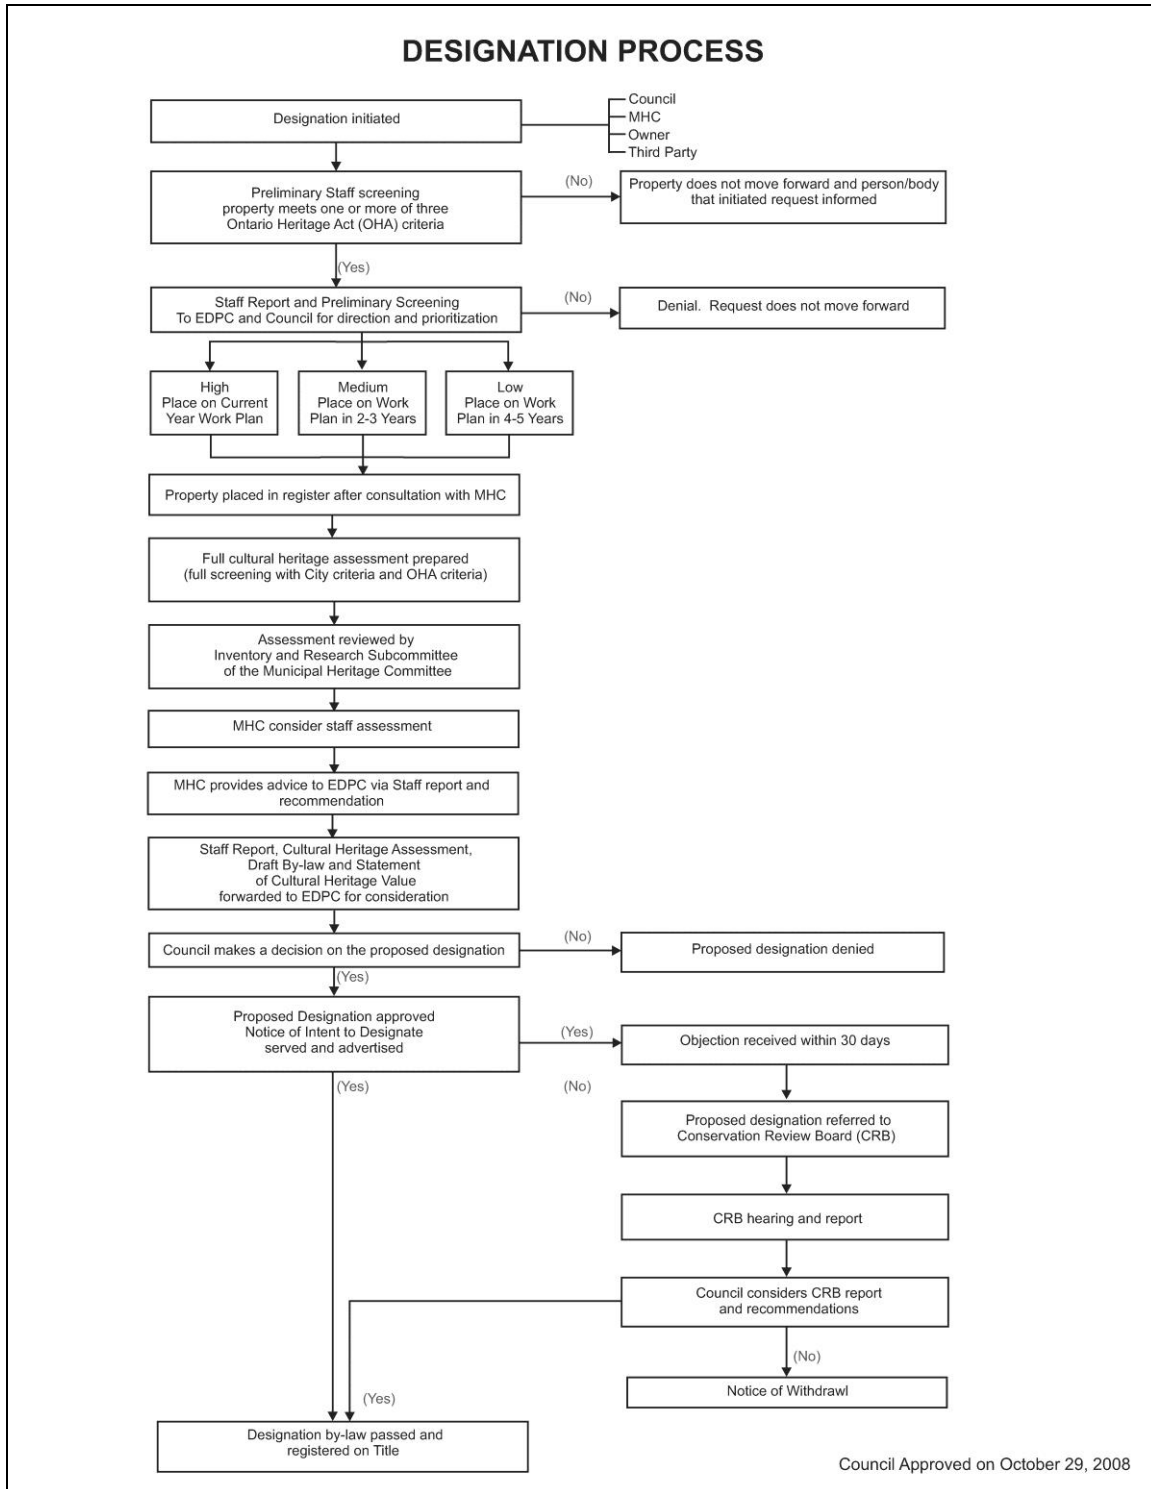 DESIGNATION PROCESS
Designation initiated
Council
MHC
Owner
Third Party
Preliminary Staff screening
property meets one or more of three
Ontario Heritage Act (OHA) criteria
(No)
Property does not move forward and person/body
that initiated request informed
(Yes)
Staff Report and Preliminary Screening
To EDPC and Council for direction and prioritization
(No)
Denial.  Request does not move forward
High
Place on Current
Year Work Plan
Medium
Place on Work
Plan in 2-3 Years
Low
Place on Work
Plan in 4-5 Years
Property placed in register after consultation with MHC
Full cultural heritage assessment prepared
(full screening with City criteria and OHA criteria)
Assessment reviewed by
Inventory and Research Subcommittee
of the Municipal Heritage Committee
MHC consider staff assessment
MHC provides advice to EDPC via Staff report and
recommendation
Staff Report, Cultural Heritage Assessment,
Draft By-law and Statement
of Cultural Heritage Value
forwarded to EDPC for consideration
Council makes a decision on the proposed designation
(No)
Proposed designation denied
(Yes)
Proposed Designation approved
Notice of Intent to Designate
served and advertised
(Yes)
Objection received within 30 days
(Yes)
(No)
Proposed designation referred to
Conservation Review Board (CRB)
CRB hearing and report
Council considers CRB report
and recommendations
(No)
Notice of Withdrawl
(Yes)
Designation by-law passed and
registered on Title
Council Approved on October 29, 2008